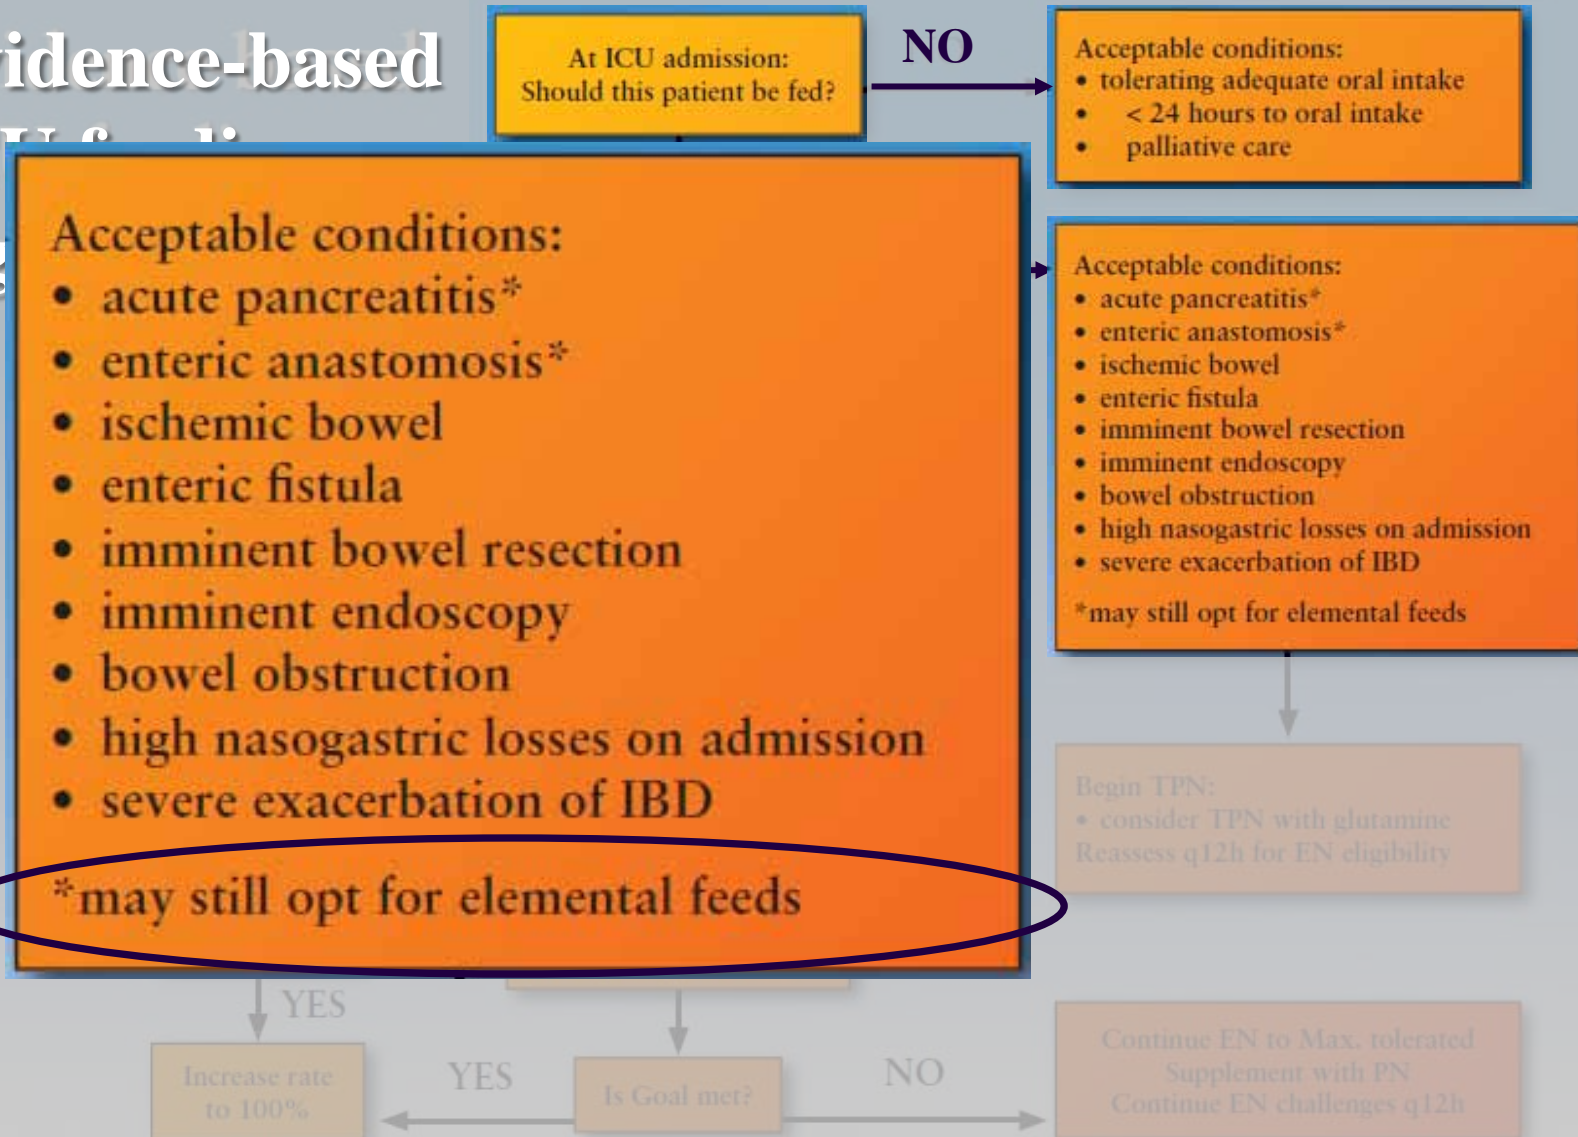 idence-based
At ICU admission:
Should this patient be fed?
NO
Acceptable conditions:
• tolerating adequate oral intake
• < 24 hours to oral intake
• palliative care
Acceptable conditions:
• acute pancreatitis*
• enteric anastomosis*
• ischemic bowel
• enteric fistula
• imminent bowel resection
• imminent endoscopy
• bowel obstruction
• high nasogastric losses on admission
• severe exacerbation of IBD
*may still opt for elemental feeds
Acceptable conditions:
• acute pancreatitis*
• enteric anastomosis*
• ischemic bowel
• enteric fistula
• imminent bowel resection
• imminent endoscopy
• bowel obstruction
• high nasogastric losses on admission
• severe exacerbation of IBD
*may still opt for elemental feeds
Begin TPN:
• consider TPN with glutamine
Reassess q12h for EN eligibility
YES
Increase rate
to 100%
YES
Is Goal met?
NO
Continue EN to Max. tolerated
Supplement with PN
Continue EN challenges q12h